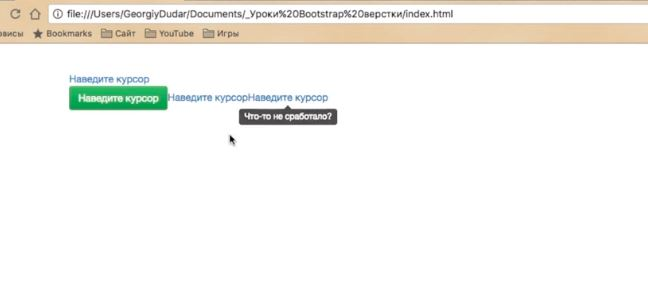 file:///Users/GeorgiyDudar/Documents/_Уроки%20Bootstrap%20верстки/index.html
рвисы Bookmarks Сайт YouTube Игры
Наведите курсор
Наведите курсор Наведите курсорНаведите курсор
Что-то не сработало?